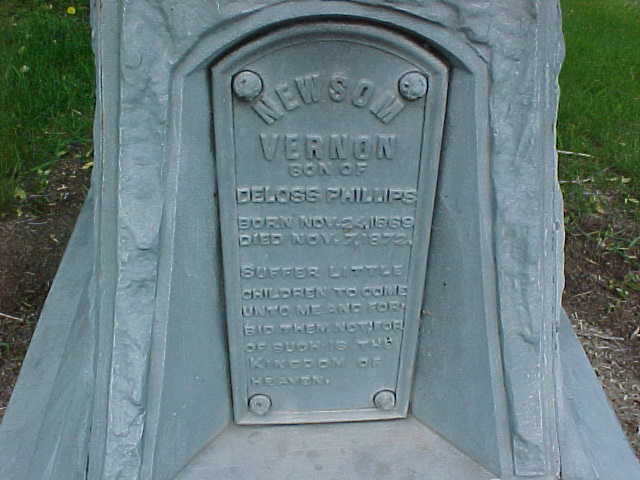 NEWSOM
VERNON
SON OF
DELOSS PHILLIPS
BORN NOV. 24, 1869
DIED NOV. 7, 1872.
SUFFER LITTLE
CHILDREN TO COME
UNTO ME AND FOR-
BID THEM NOT: FOR
OF SUCH IS THE
KINGDOM OF
HEAVEN.